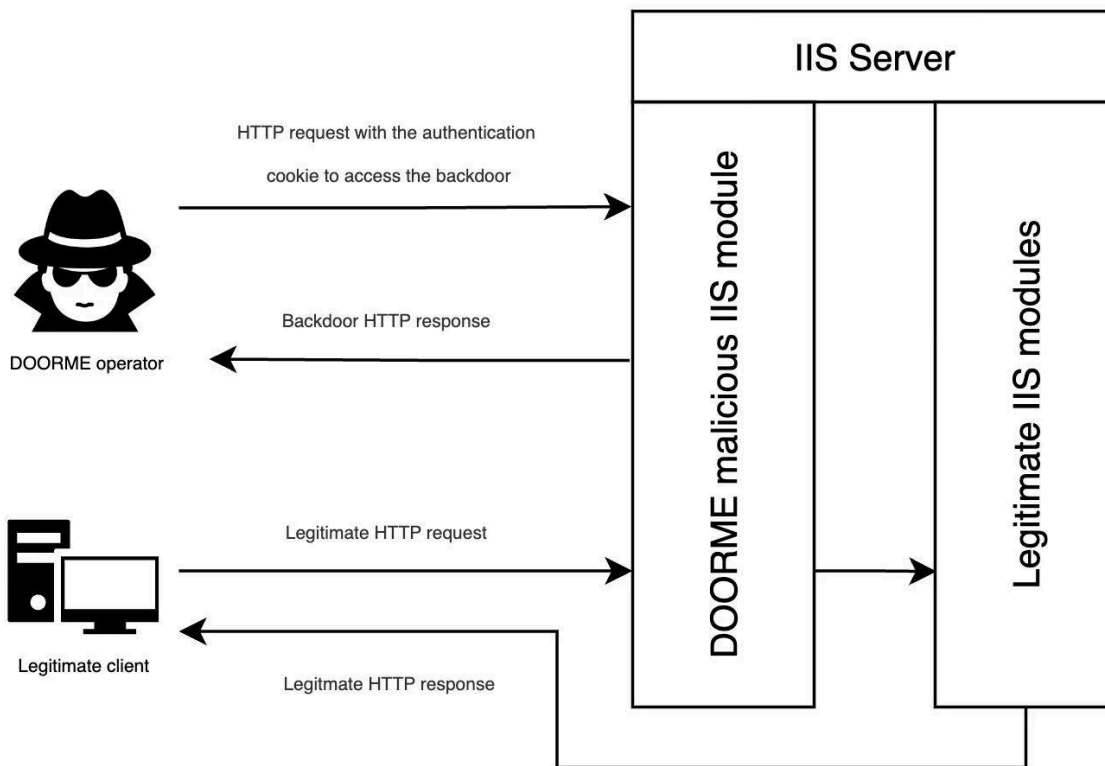 IIS Server
HTTP request with the authentication
cookie to access the backdoor
DOORME operator
Backdoor HTTP response
DOORME malicious IIS module
Legitimate IIS modules
Legitimate HTTP request
Legitimate client
Legitmate HTTP response